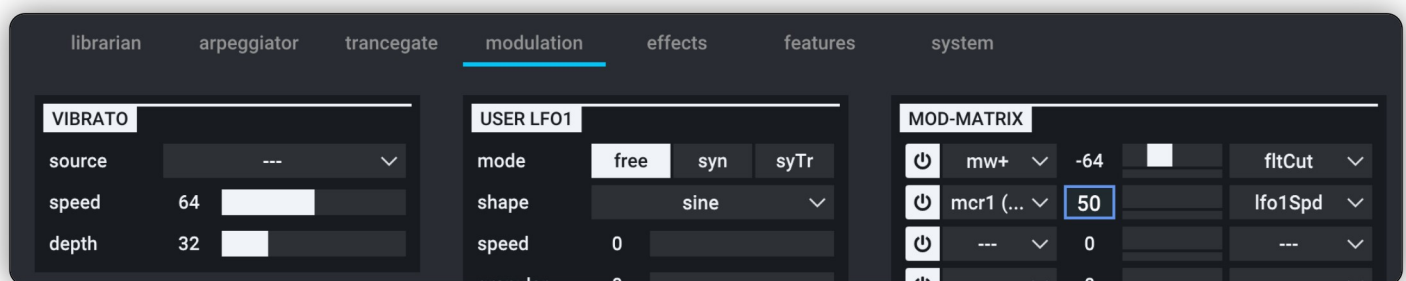 librarian arpeggiator trancegate modulation effects features system
VIBRATO
source ---
speed 64
depth 32
USER LFO1
mode free syn syTr
shape sine
speed 0
MOD-MATRIX
mw+ -64 fltCut
mcr1 (... 50 lfo1Spd
--- 0 ---